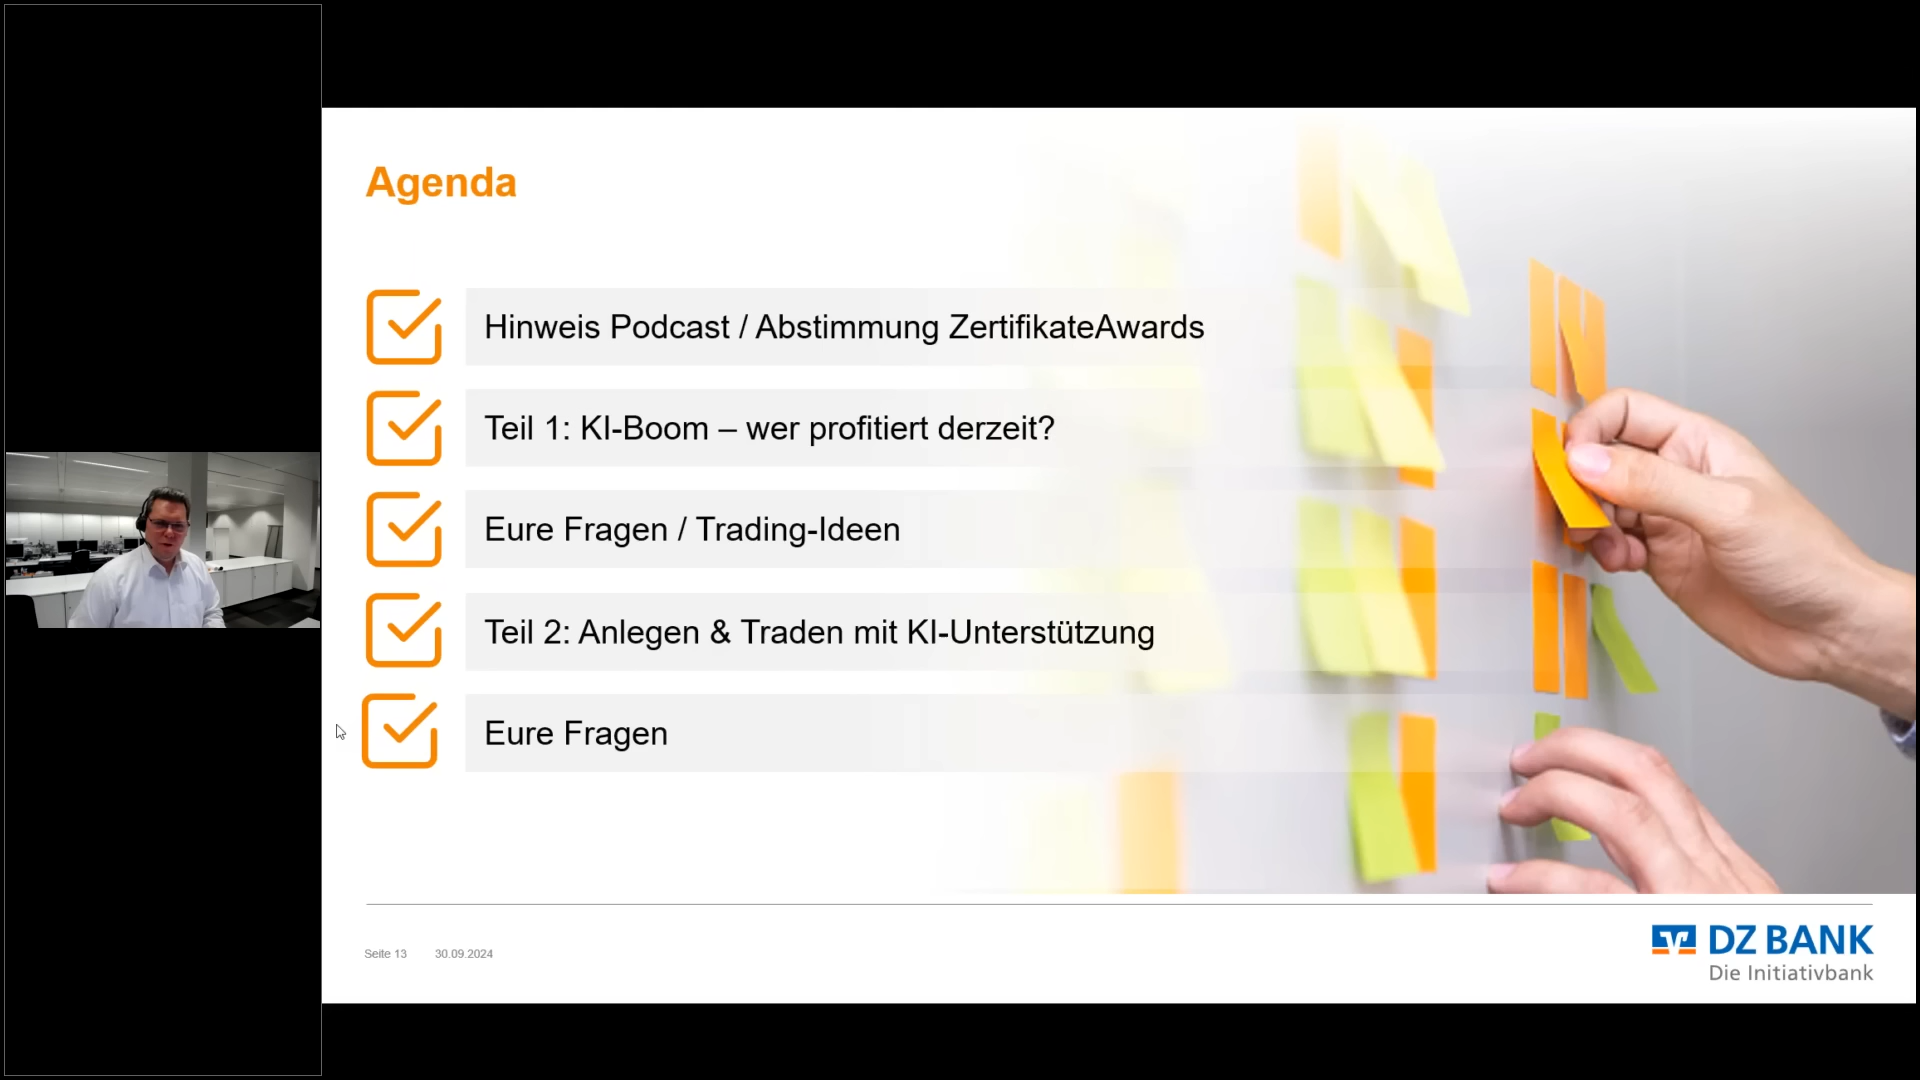 Agenda
Hinweis Podcast / Abstimmung ZertifikateAwards
Teil 1: KI-Boom – wer profitiert derzeit?
Eure Fragen / Trading-Ideen
Teil 2: Anlegen & Traden mit KI-Unterstützung
Eure Fragen
Seite 13 30.09.2024
DZ BANK
Die Initiativbank